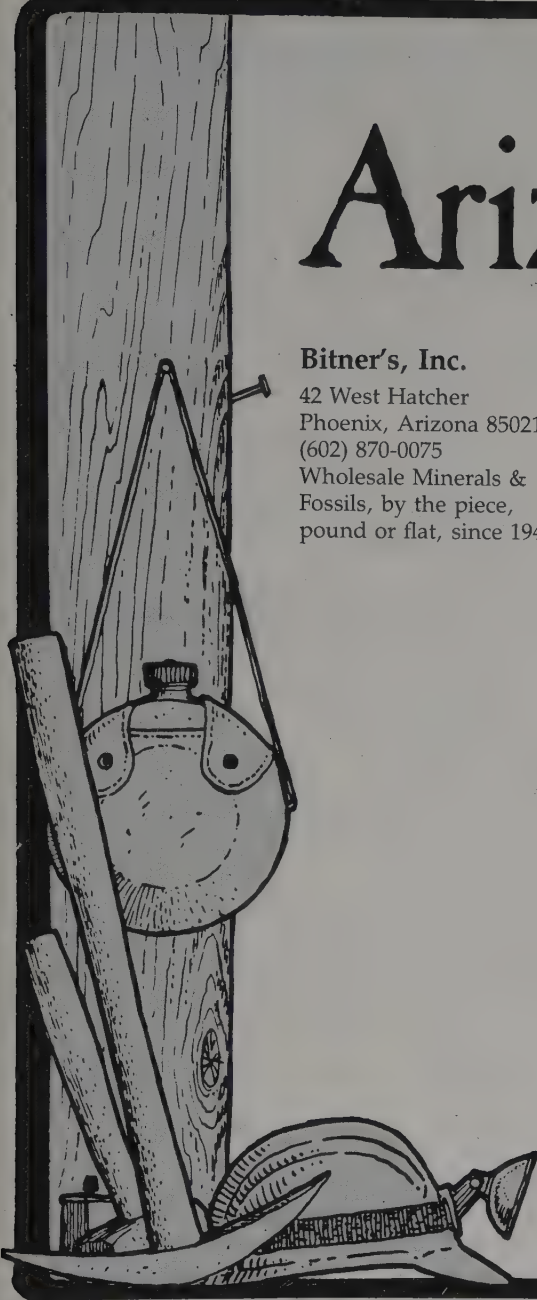 Ariz
Bitner's, Inc.
42 West Hatcher
Phoenix, Arizona 85021
(602) 870-0075
Wholesale Minerals &
Fossils, by the piece,
pound or flat, since 194